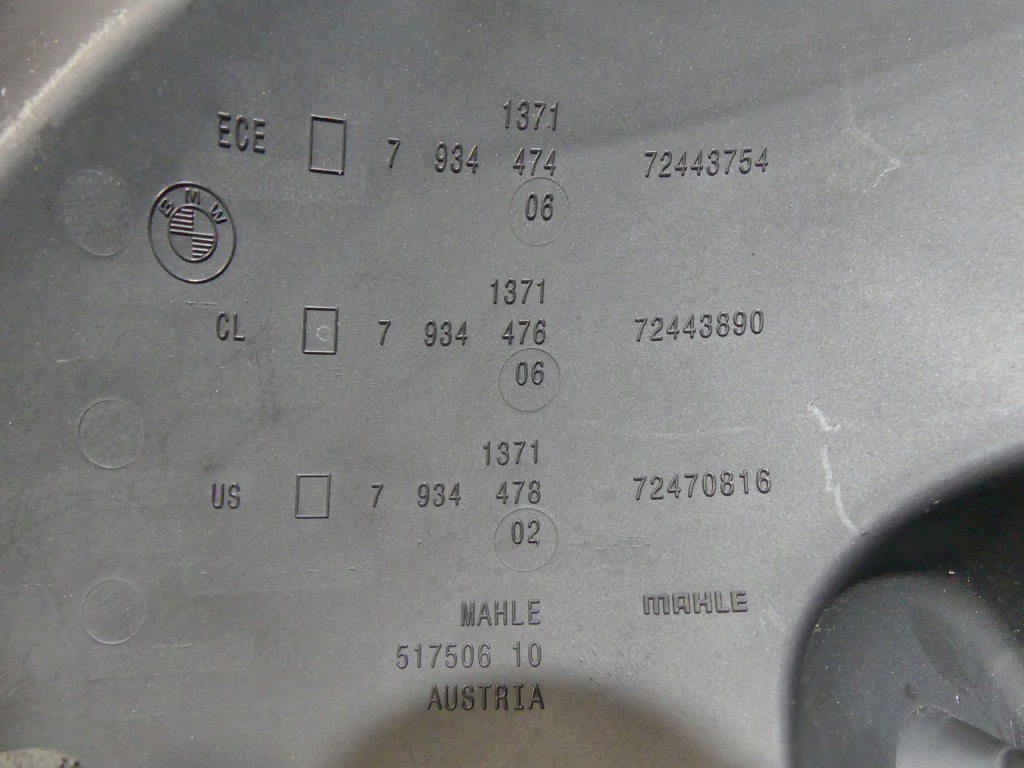 1371
ECE 7 934 474 72443754
06
BMW
1371
CL 7 934 476 72443890
06
1371
US 7 934 478 72470816
02
MAHLE MAHLE
517506 10
AUSTRIA